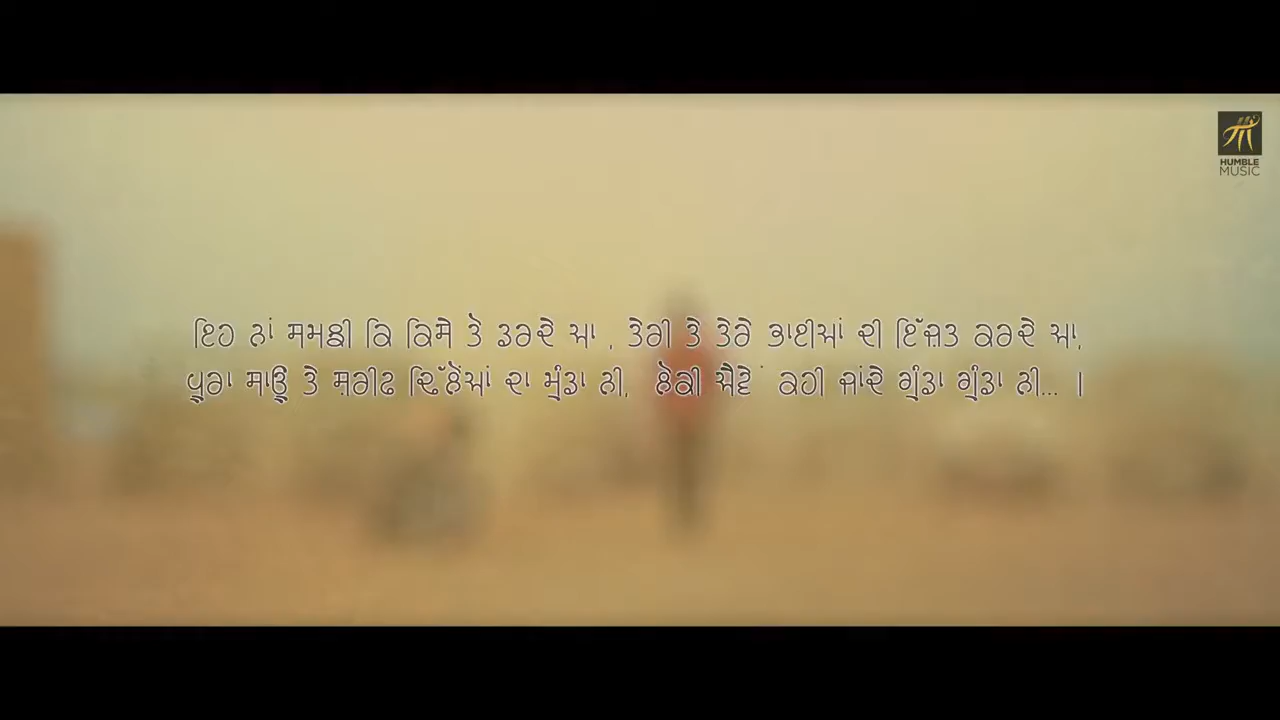 HUMBLE
MUSIC
ਇਹ ਨਾਂ ਸਮਝੀ ਕਿ ਕਿਸੇ ਤੋ ਡਰਦੇ ਆ , ਤੇਰੀ ਤੇ ਤੇਰੇ ਭਾਈਆਂ ਦੀ ਇੱਜ਼ਤ ਕਰਦੇ ਆ,
ਪੂਰਾ ਸਾਊ ਤੇ ਸ਼ਰੀਫ ਢਿੱਲੋਂਆਂ ਦਾ ਮੁੰਡਾ ਨੀ, ਲੋਕੀ ਐਵੇਂ ਕਹੀ ਜਾਂਦੇ ਗੁੰਡਾ ਗੁੰਡਾ ਨੀ... ।